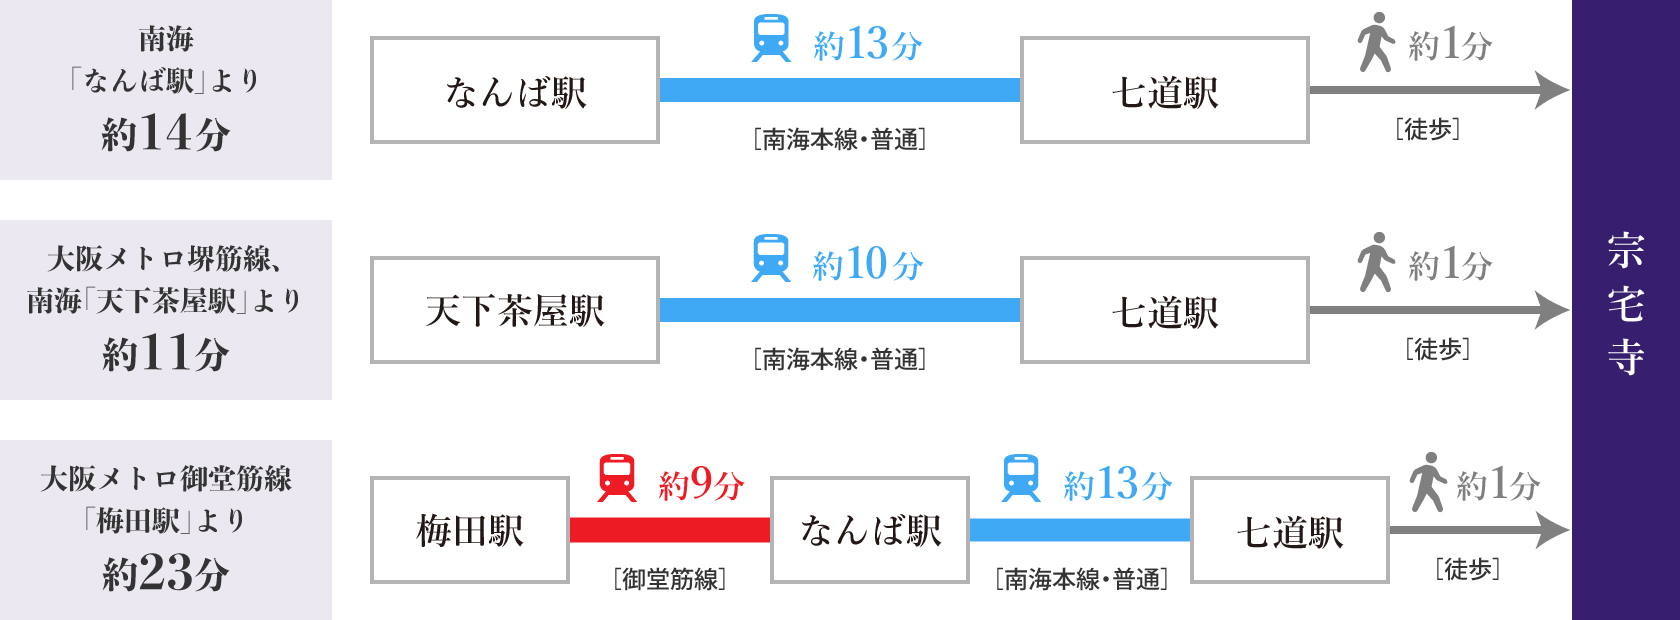 南海
「なんば駅」より
約14分
なんば駅
約13分
[南海本線・普通]
七道駅
約1分
[徒歩]
大阪メトロ堺筋線、
南海「天下茶屋駅」より
約11分
天下茶屋駅
約10分
[南海本線・普通]
七道駅
約1分
[徒歩]
大阪メトロ御堂筋線
「梅田駅」より
約23分
梅田駅
約9分
[御堂筋線]
なんば駅
約13分
[南海本線・普通]
七道駅
約1分
[徒歩]
宗宅寺